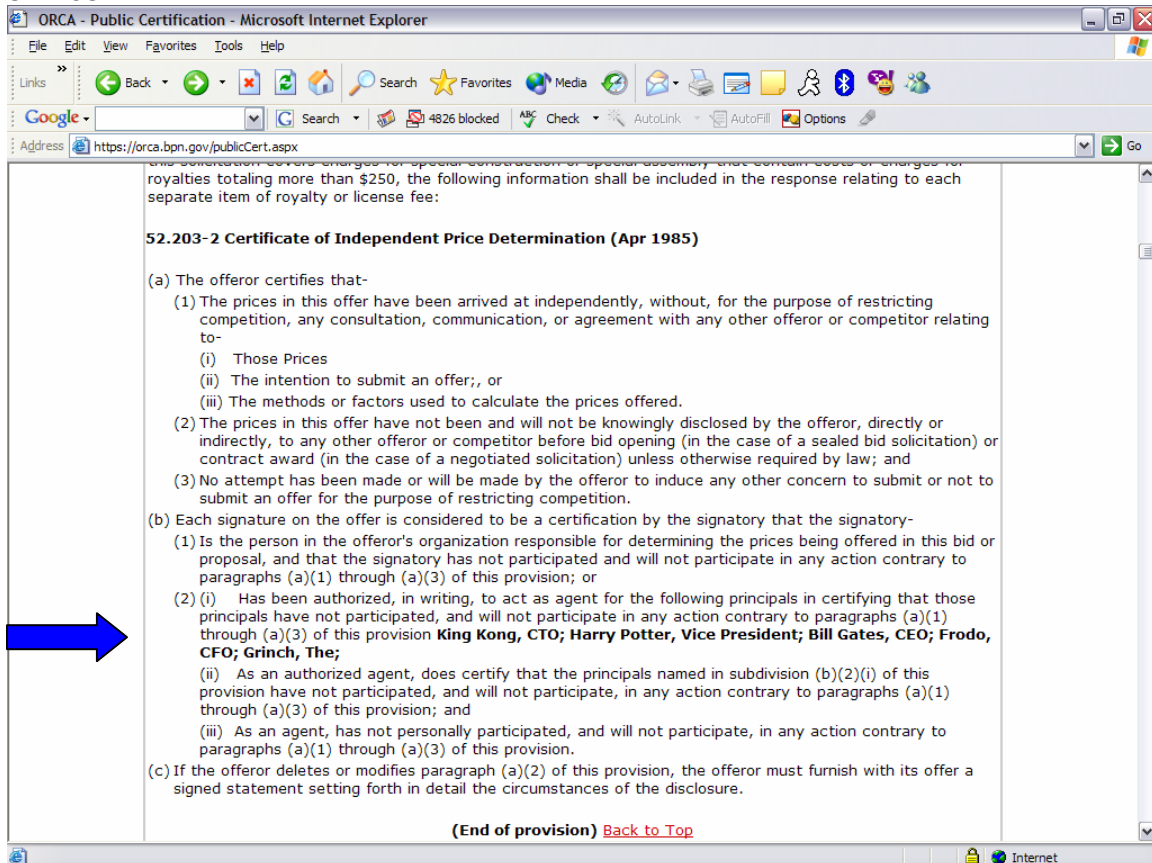 ORCA - Public Certification - Microsoft Internet Explorer
File Edit View Favorites Tools Help
Links » Back Search Favorites Media
Google Search 4826 blocked ABC Check AutoLink AutoFill Options
Address https://orca.bpn.gov/publicCert.aspx Go
this solicitation covers charges for special construction or special assembly that contain costs or charges for
royalties totaling more than $250, the following information shall be included in the response relating to each
separate item of royalty or license fee:
52.203-2 Certificate of Independent Price Determination (Apr 1985)
(a) The offeror certifies that-
(1) The prices in this offer have been arrived at independently, without, for the purpose of restricting
competition, any consultation, communication, or agreement with any other offeror or competitor relating
to-
(i) Those Prices
(ii) The intention to submit an offer;, or
(iii) The methods or factors used to calculate the prices offered.
(2) The prices in this offer have not been and will not be knowingly disclosed by the offeror, directly or
indirectly, to any other offeror or competitor before bid opening (in the case of a sealed bid solicitation) or
contract award (in the case of a negotiated solicitation) unless otherwise required by law; and
(3) No attempt has been made or will be made by the offeror to induce any other concern to submit or not to
submit an offer for the purpose of restricting competition.
(b) Each signature on the offer is considered to be a certification by the signatory that the signatory-
(1) Is the person in the offeror's organization responsible for determining the prices being offered in this bid or
proposal, and that the signatory has not participated and will not participate in any action contrary to
paragraphs (a)(1) through (a)(3) of this provision; or
(2) (i) Has been authorized, in writing, to act as agent for the following principals in certifying that those
principals have not participated, and will not participate in any action contrary to paragraphs (a)(1)
through (a)(3) of this provision King Kong, CTO; Harry Potter, Vice President; Bill Gates, CEO; Frodo,
CFO; Grinch, The;
(ii) As an authorized agent, does certify that the principals named in subdivision (b)(2)(i) of this
provision have not participated, and will not participate, in any action contrary to paragraphs (a)(1)
through (a)(3) of this provision; and
(iii) As an agent, has not personally participated, and will not participate, in any action contrary to
paragraphs (a)(1) through (a)(3) of this provision.
(c) If the offeror deletes or modifies paragraph (a)(2) of this provision, the offeror must furnish with its offer a
signed statement setting forth in detail the circumstances of the disclosure.
(End of provision) Back to Top
Internet